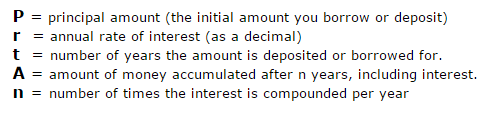 P = principal amount (the initial amount you borrow or deposit)
r = annual rate of interest (as a decimal)
t = number of years the amount is deposited or borrowed for.
A = amount of money accumulated after n years, including interest.
n = number of times the interest is compounded per year